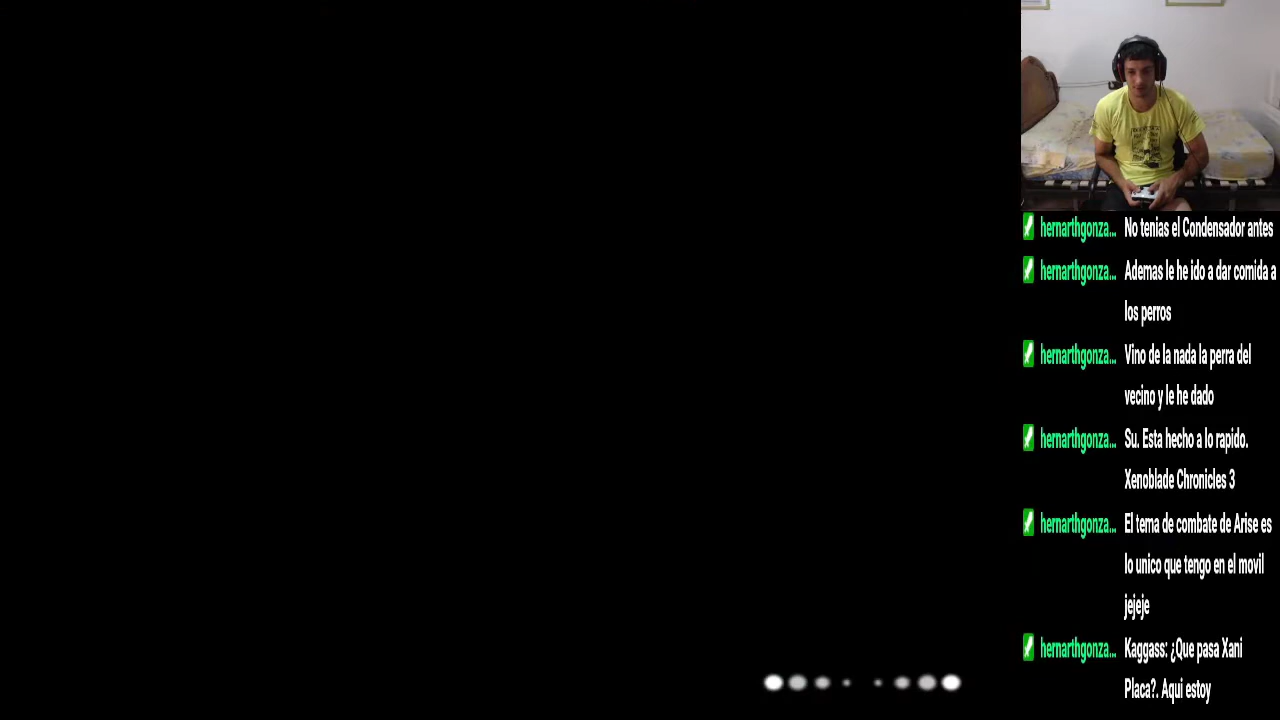 hernarthgonza... No tenias el Condensador antes
hernarthgonza... Ademas le he ido a dar comida a
los perros
hernarthgonza... Vino de la nada la perra del
vecino y le he dado
hernarthgonza... Su. Esta hecho a lo rapido.
Xenoblade Chronicles 3
hernarthgonza... El tema de combate de Arise es
lo unico que tengo en el movil
jejeje
hernarthgonza... Kaggass: ¿Que pasa Xani
Placa?. Aqui estoy